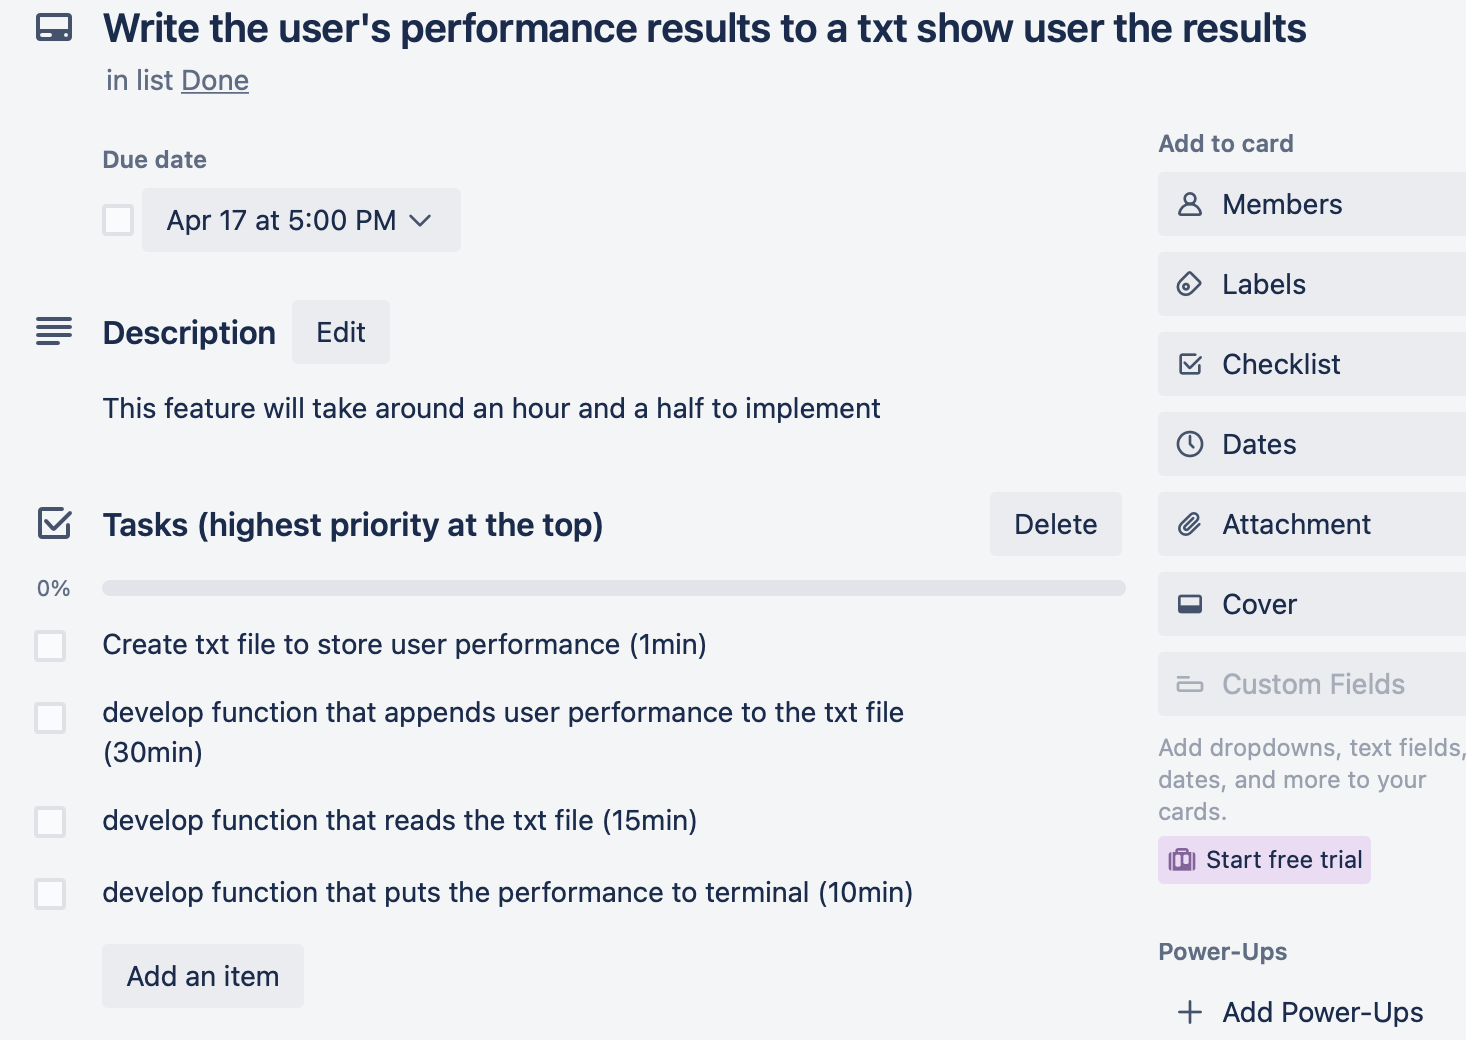 Write the user's performance results to a txt show user the results
in list Done
Due date
Apr 17 at 5:00 PM
Description
Edit
This feature will take around an hour and a half to implement
Tasks (highest priority at the top)
Delete
0%
Create txt file to store user performance (1min)
develop function that appends user performance to the txt file
(30min)
develop function that reads the txt file (15min)
develop function that puts the performance to terminal (10min)
Add an item
Add to card
Members
Labels
Checklist
Dates
Attachment
Cover
Custom Fields
Add dropdowns, text fields,
dates, and more to your
cards.
Start free trial
Power-Ups
Add Power-Ups